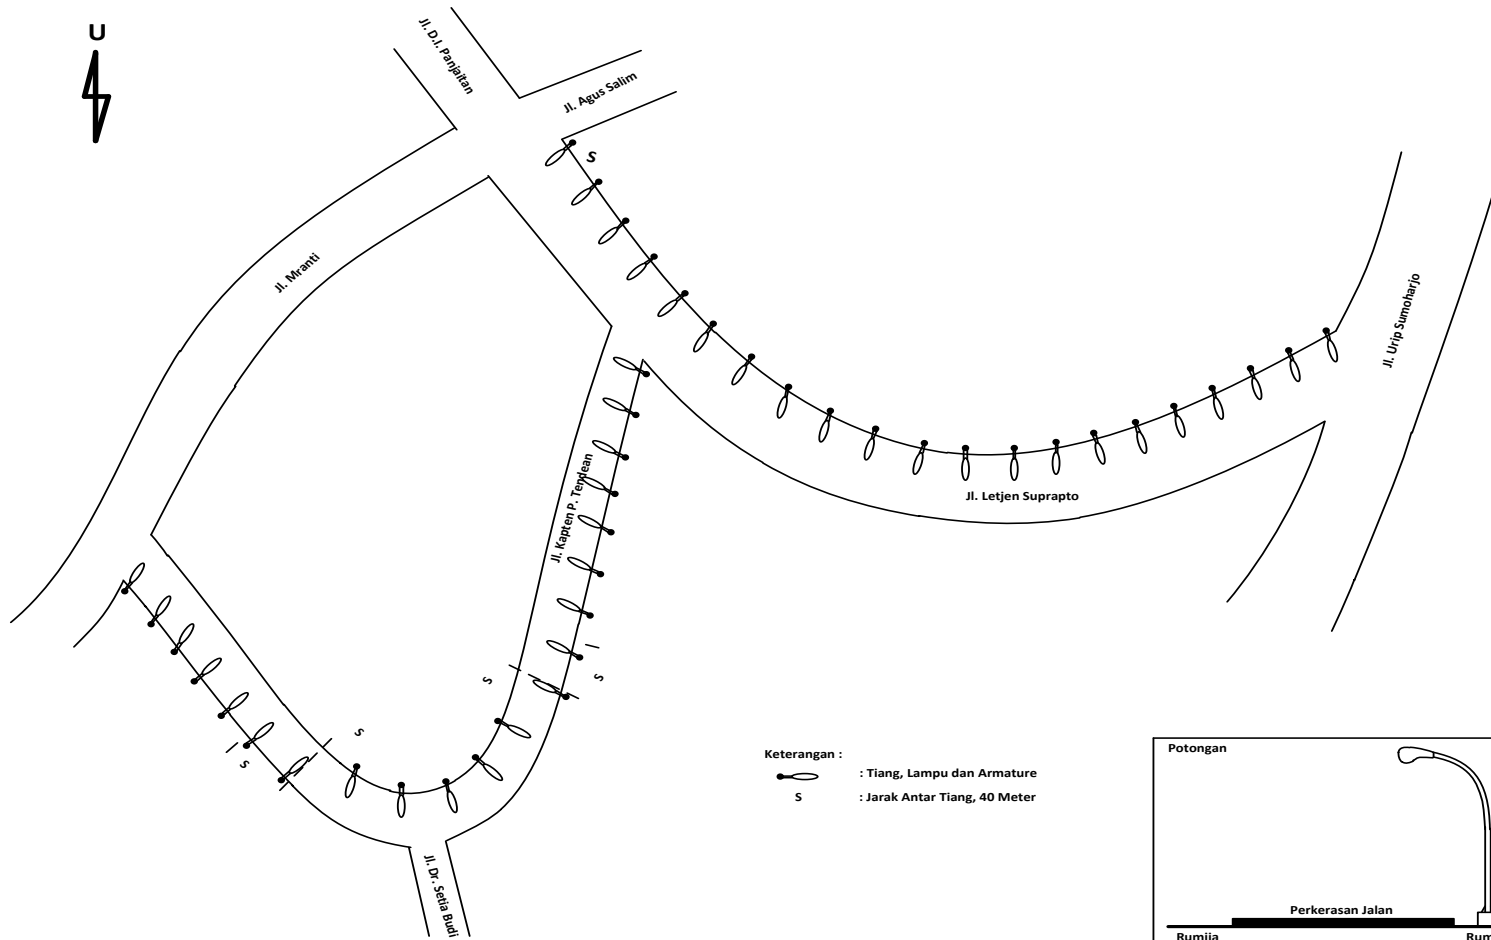 U
Jl. D.I. Panjaitan
Jl. Agus Salim
S
Jl. Mranti
Jl. Urip Sumoharjo
Jl. Kapten P. Tendean
Jl. Letjen Suprapto
S
S
S
S
Jl. Dr. Setia Budi
Keterangan :
: Tiang, Lampu dan Armature
S : Jarak Antar Tiang, 40 Meter
Potongan
Perkerasan Jalan
Rumija
Rum